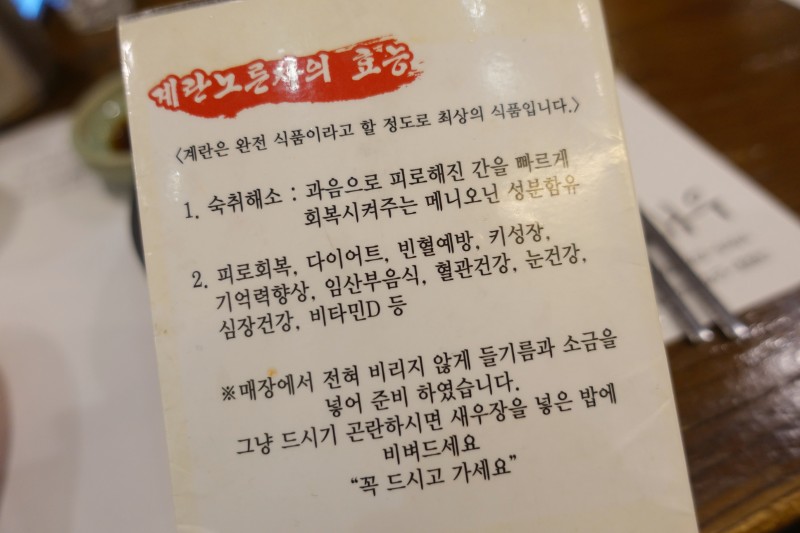 계란노른자의 효능
<계란은 완전 식품이라고 할 정도로 최상의 식품입니다.>
1. 숙취해소 : 과음으로 피로해진 간을 빠르게
회복시켜주는 메니오닌 성분함유
2. 피로회복, 다이어트, 빈혈예방, 키성장,
기억력향상, 임산부음식, 혈관건강, 눈건강,
심장건강, 비타민D 등
※매장에서 전혀 비리지 않게 들기름과 소금을
넣어 준비 하였습니다.
그냥 드시기 곤란하시면 새우장을 넣은 밥에
비벼드세요
“꼭 드시고 가세요”